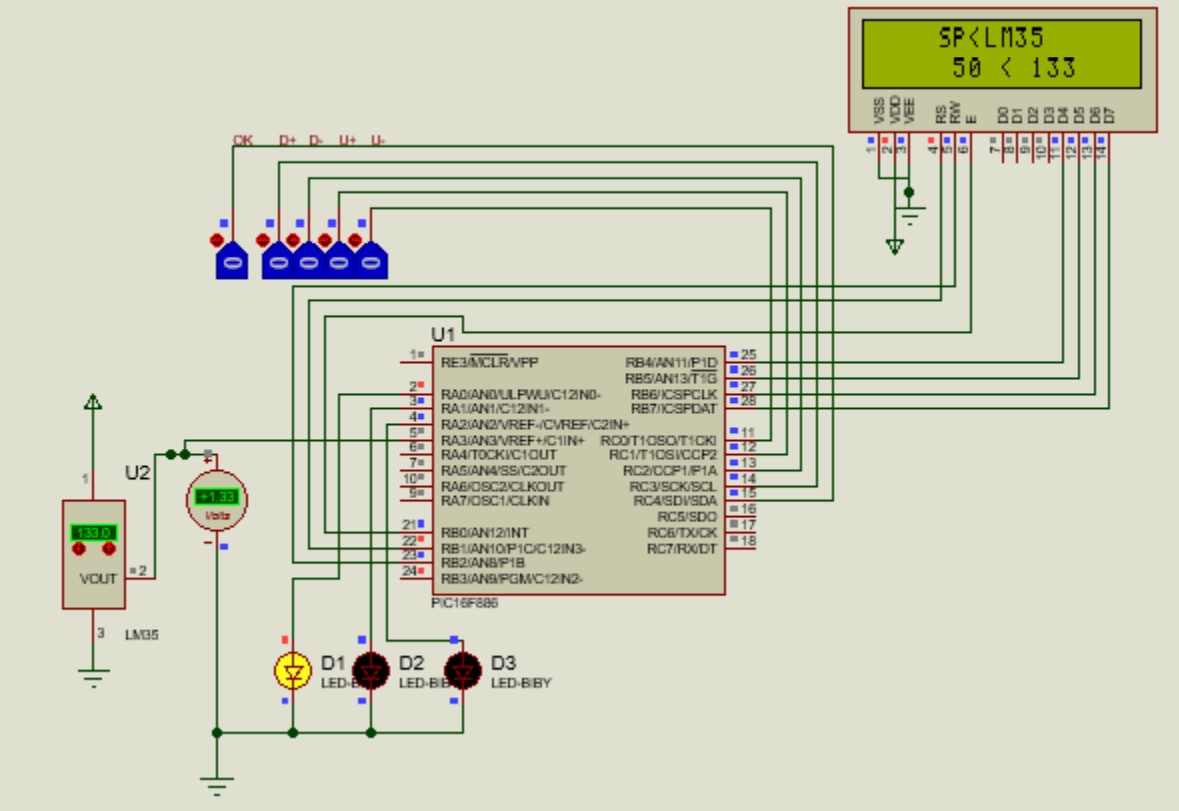 SP<LM35
50 < 133
VSS VDD VEE RS RW E D0 D1 D2 D3 D4 D5 D6 D7
1 2 3 4 5 6 7 8 9 10 11 12 13 14
OK D+ D- U+ U-
0 0 0 0 0
U1
1 RE3/MCLR/VPP
2 RA0/AN0/ULPWU/C12IN0-
3 RA1/AN1/C12IN1-
4 RA2/AN2/VREF-/CVREF/C2IN+
5 RA3/AN3/VREF+/C1IN+
6 RA4/T0CKI/C1OUT
7 RA5/AN4/SS/C2OUT
10 RA6/OSC2/CLKOUT
9 RA7/OSC1/CLKIN
21 RB0/AN12/INT
22 RB1/AN10/P1C/C12IN3-
23 RB2/AN8/P1B
24 RB3/AN9/PGM/C12IN2-
RB4/AN11/P1D 25
RB5/AN13/T1G 26
RB6/ICSPCLK 27
RB7/ICSPDAT 28
RC0/T1OSO/T1CKI 11
RC1/T1OSI/CCP2 12
RC2/CCP1/P1A 13
RC3/SCK/SCL 14
RC4/SDI/SDA 15
RC5/SDO 16
RC6/TX/CK 17
RC7/RX/DT 18
PIC16F886
U2
1
133.0
VOUT 2
3 LM35
+
+1.33
Volts
-
D1
D2
D3
LED-BIBY